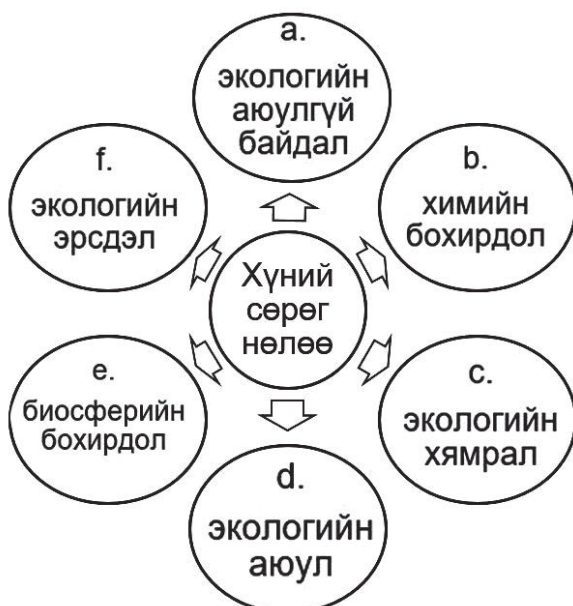 a.
экологийн
аюулгүй
байдал
b.
химийн
бохирдол
c.
экологийн
хямрал
d.
экологийн
аюул
e.
биосферийн
бохирдол
f.
экологийн
эрсдэл
Хүний
сөрөг
нөлөө